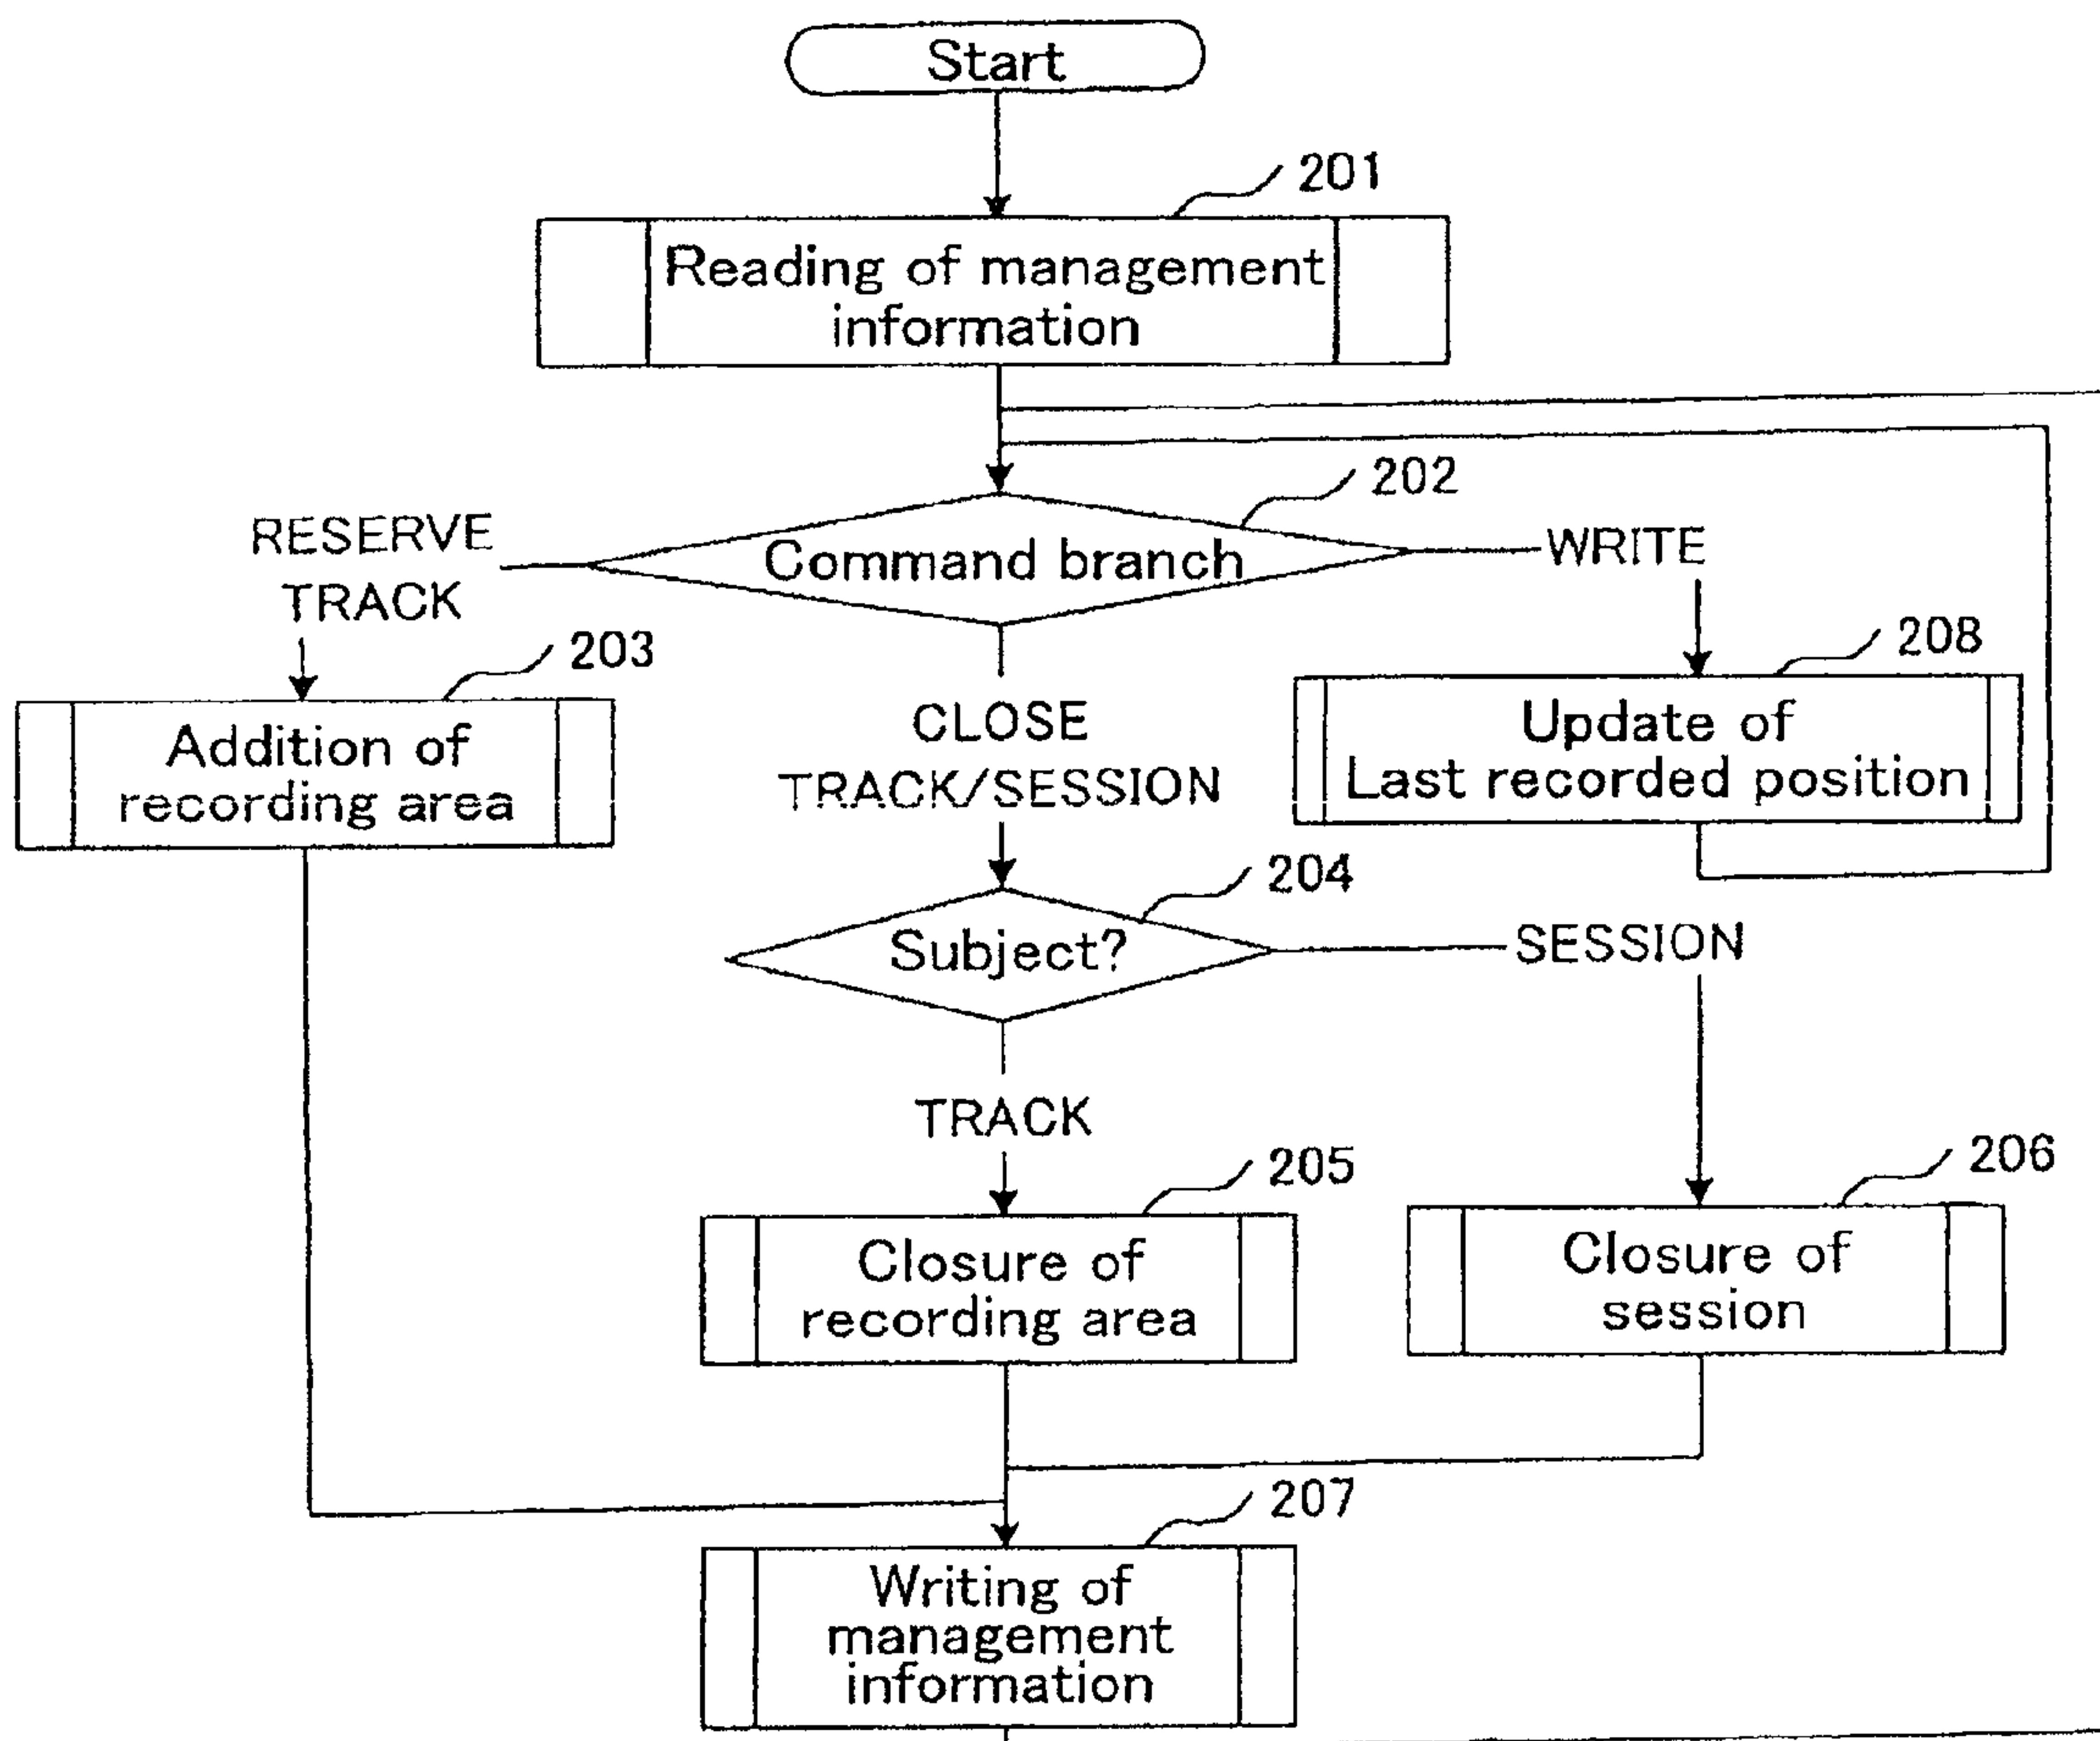 Start
201
Reading of management
information
202
Command branch
RESERVE
TRACK
WRITE
203
Addition of
recording area
CLOSE
TRACK/SESSION
208
Update of
Last recorded position
204
Subject?
SESSION
TRACK
205
Closure of
recording area
206
Closure of
session
207
Writing of
management
information